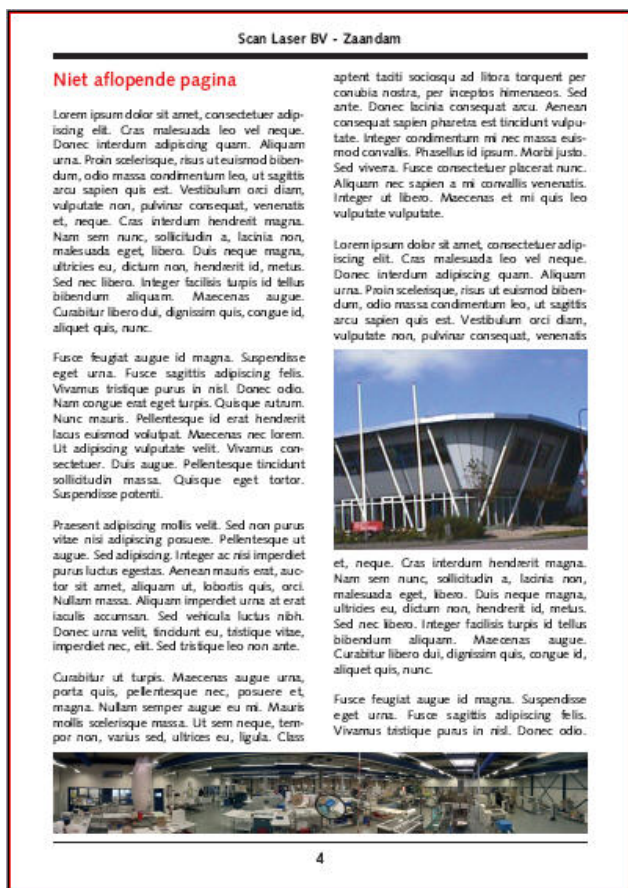 Scan Laser BV - Zaandam
Niet aflopende pagina
Lorem ipsum dolor sit amet, consectetuer adip-
iscing elit. Cras malesuada leo vel neque.
Donec interdum adipiscing quam. Aliquam
urna. Proin scelerisque, risus ut euismod biben-
dum, odio massa condimentum leo, ut sagittis
arcu sapien quis est. Vestibulum orci diam,
vulputate non, pulvinar consequat, venenatis
et, neque. Cras interdum hendrerit magna.
Nam sem nunc, sollicitudin a, lacinia non,
malesuada eget, libero. Duis neque magna,
ultricies eu, dictum non, hendrerit id, metus.
Sed nec libero. Integer facilisis turpis id tellus
bibendum aliquam. Maecenas augue.
Curabitur libero dui, dignissim quis, congue id,
aliquet quis, nunc.
Fusce feugiat augue id magna. Suspendisse
eget urna. Fusce sagittis adipiscing felis.
Vivamus tristique purus in nisl. Donec odio.
Nam congue erat eget turpis. Quisque rutrum.
Nunc mauris. Pellentesque id erat hendrerit
lacus euismod volutpat. Maecenas nec lorem.
Ut adipiscing vulputate velit. Vivamus con-
sectetuer. Duis augue. Pellentesque tincidunt
sollicitudin massa. Quisque eget tortor.
Suspendisse potenti.
Praesent adipiscing mollis velit. Sed non purus
vitae nisi adipiscing posuere. Pellentesque ut
augue. Sed adipiscing. Integer ac nisi imperdiet
purus luctus egestas. Aenean mauris erat, auc-
tor sit amet, aliquam ut, lobortis quis, orci.
Nullam massa. Aliquam imperdiet urna at erat
iaculis accumsan. Sed vehicula luctus nibh.
Donec urna velit, tincidunt eu, tristique vitae,
imperdiet nec, elit. Sed tristique leo non ante.
Curabitur ut turpis. Maecenas augue urna,
porta quis, pellentesque nec, posuere et,
magna. Nullam semper augue eu mi. Mauris
mollis scelerisque massa. Ut sem neque, tem-
por non, varius sed, ultrices eu, ligula. Class
aptent taciti sociosqu ad litora torquent per
conubia nostra, per inceptos himenaeos. Sed
ante. Donec lacinia consequat arcu. Aenean
consequat sapien pharetra est tincidunt vulpu-
tate. Integer condimentum mi nec massa euis-
mod convallis. Phasellus id ipsum. Morbi justo.
Sed viverra. Fusce consectetuer placerat nunc.
Aliquam nec sapien a mi convallis venenatis.
Integer ut libero. Maecenas et mi quis leo
vulputate vulputate.
Lorem ipsum dolor sit amet, consectetuer adip-
iscing elit. Cras malesuada leo vel neque.
Donec interdum adipiscing quam. Aliquam
urna. Proin scelerisque, risus ut euismod biben-
dum, odio massa condimentum leo, ut sagittis
arcu sapien quis est. Vestibulum orci diam,
vulputate non, pulvinar consequat, venenatis
et, neque. Cras interdum hendrerit magna.
Nam sem nunc, sollicitudin a, lacinia non,
malesuada eget, libero. Duis neque magna,
ultricies eu, dictum non, hendrerit id, metus.
Sed nec libero. Integer facilisis turpis id tellus
bibendum aliquam. Maecenas augue.
Curabitur libero dui, dignissim quis, congue id,
aliquet quis, nunc.
Fusce feugiat augue id magna. Suspendisse
eget urna. Fusce sagittis adipiscing felis.
Vivamus tristique purus in nisl. Donec odio.
4